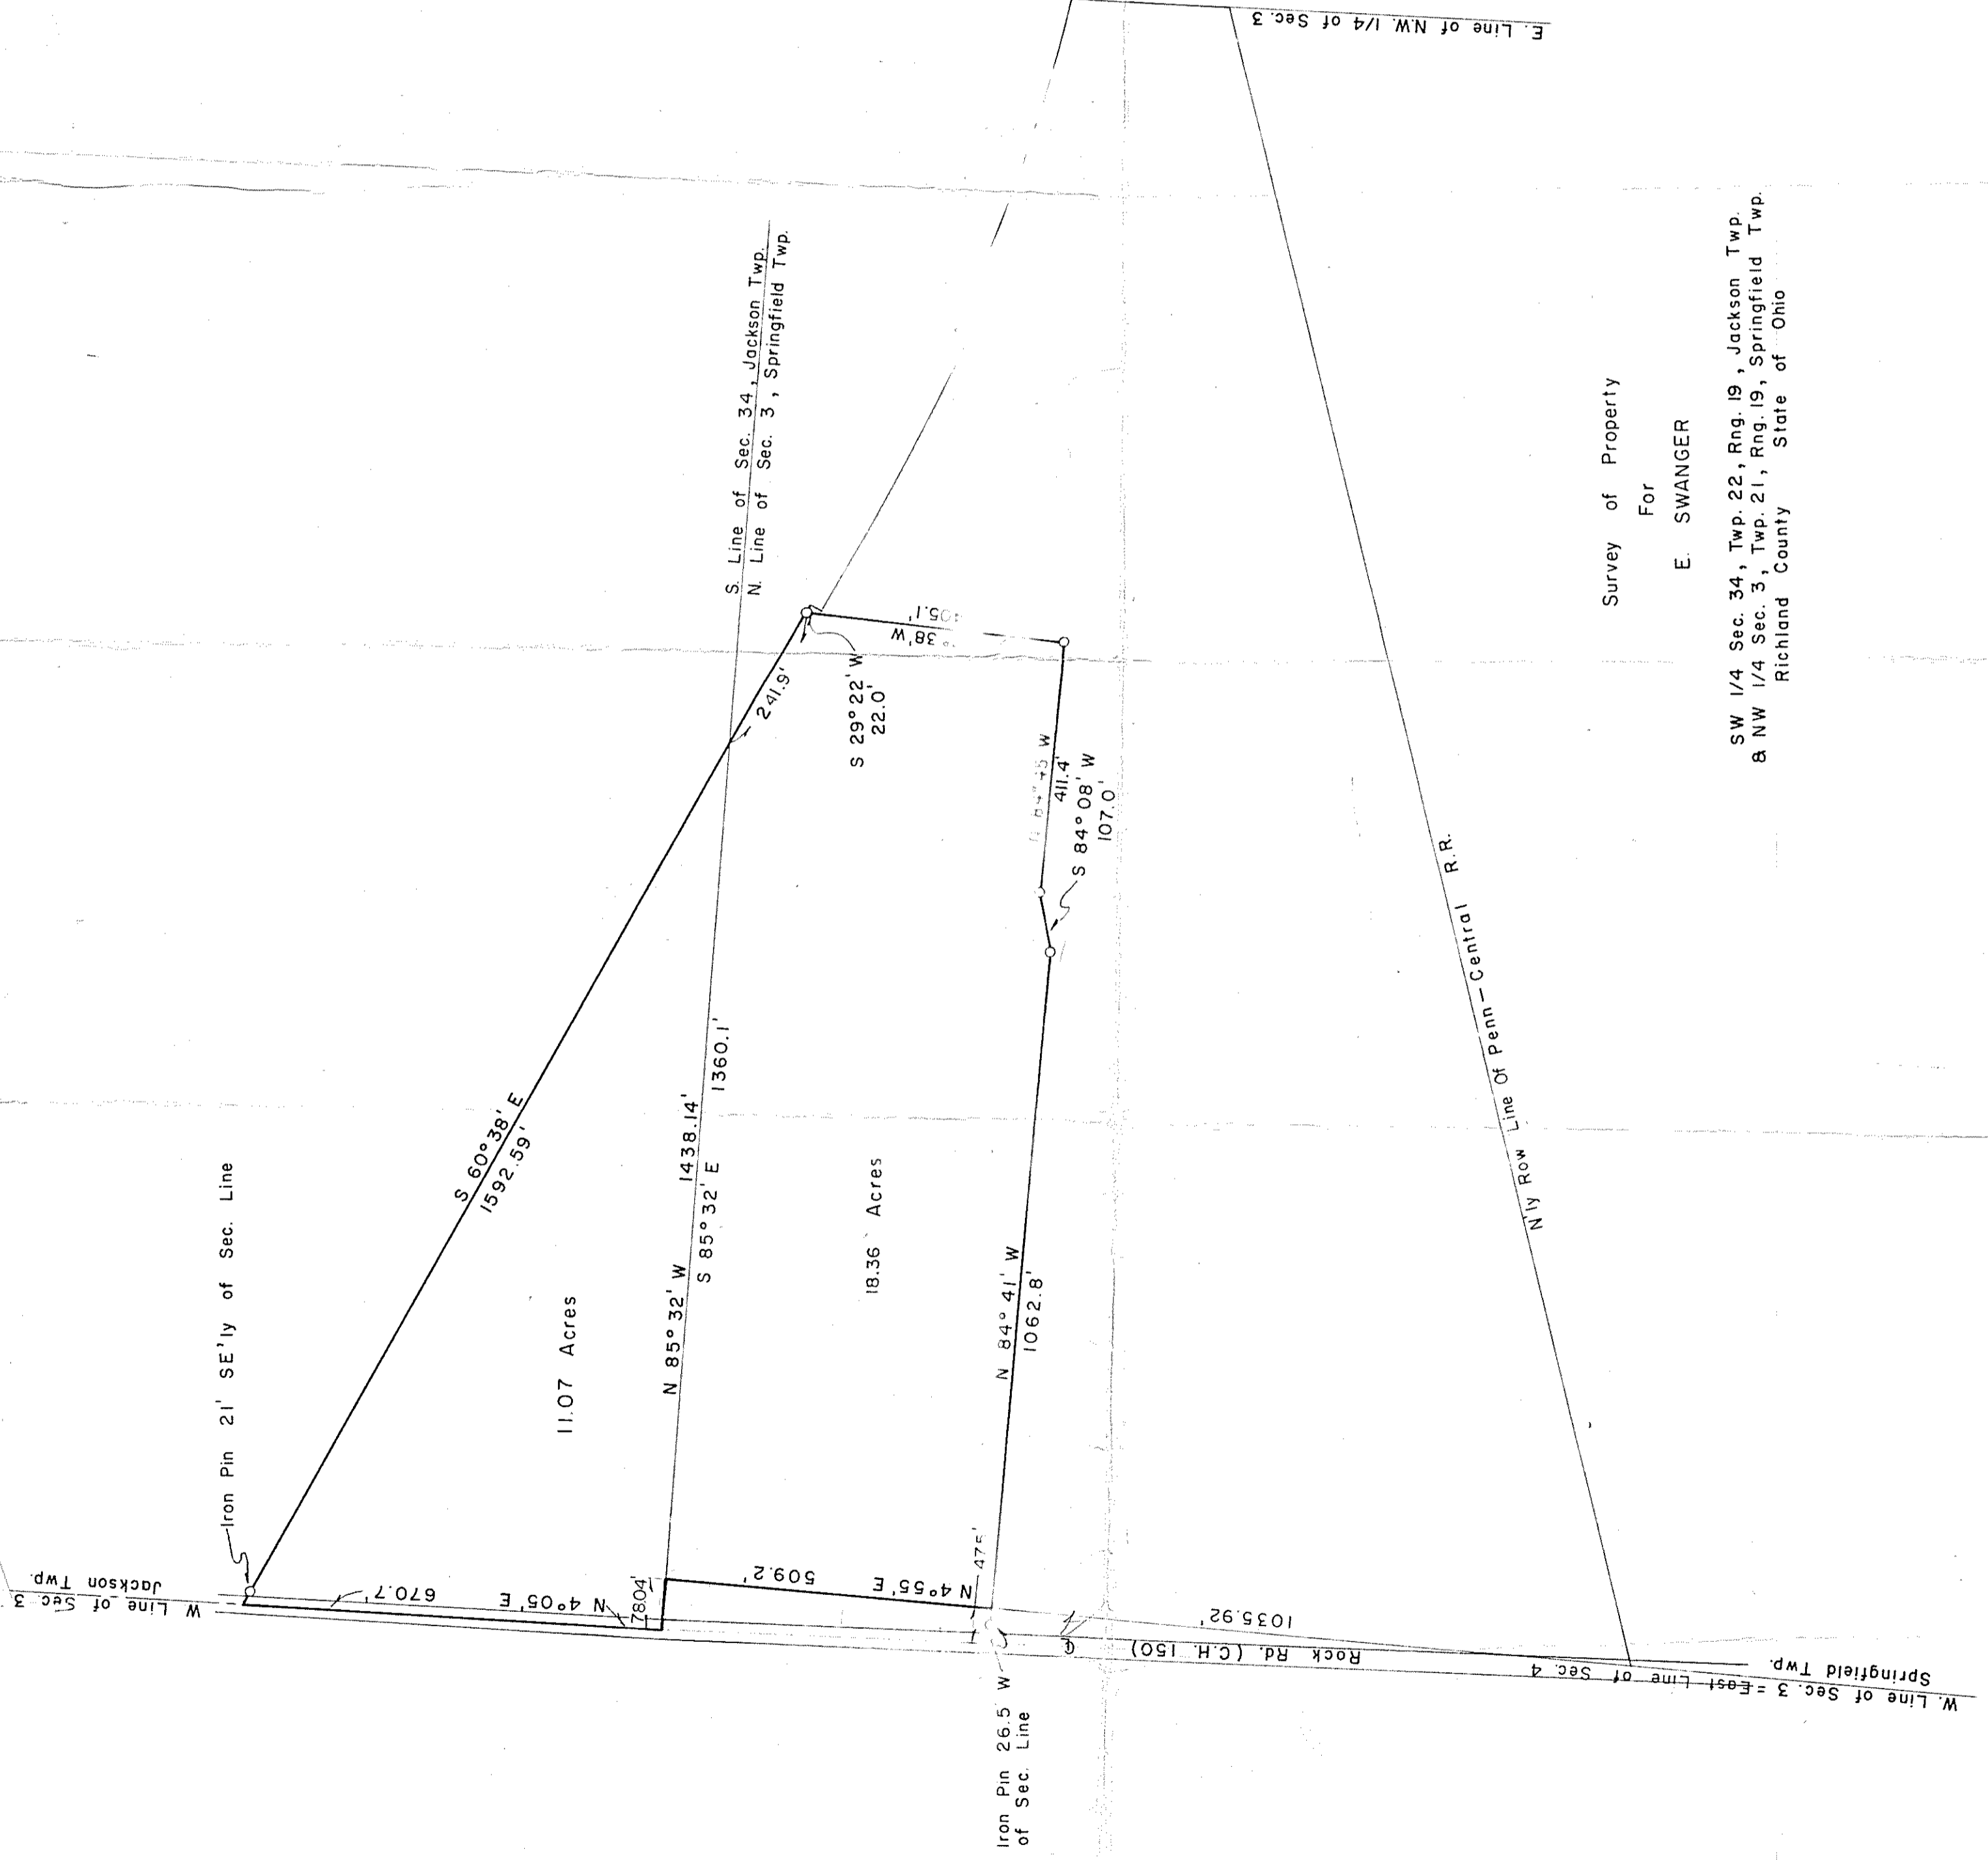 E. Line of N.W. 1/4 of Sec. 3
S. Line of Sec. 34, Jackson Twp.
N. Line of Sec. 3, Springfield Twp.
Iron Pin 21' SE'ly of Sec. Line
S 60° 38' E
1592.59'
241.9'
S 29° 22' W
22.0'
38' W
411.4'
S 84° 08' W
107.0'
N 85° 32' W 1438.14'
S 85° 32' E 1360.1'
11.07 Acres
18.36 Acres
N 84° 41' W
1062.8'
W. Line of Sec. 3
Jackson Twp.
N 4° 05' E 670.7'
78.04'
N 4° 55' E 509.2'
1035.92'
Rock Rd. (C.H. 150)
Iron Pin 26.5 W
of Sec. Line
W. Line of Sec. 3 = East Line of Sec. 4
Springfield Twp.
N'ly Row Line Of Penn-Central R.R.
Survey of Property
For
E. SWANGER
SW 1/4 Sec. 34, Twp. 22, Rng. 19, Jackson Twp.
& NW 1/4 Sec. 3, Twp. 21, Rng. 19, Springfield Twp.
Richland County State of Ohio